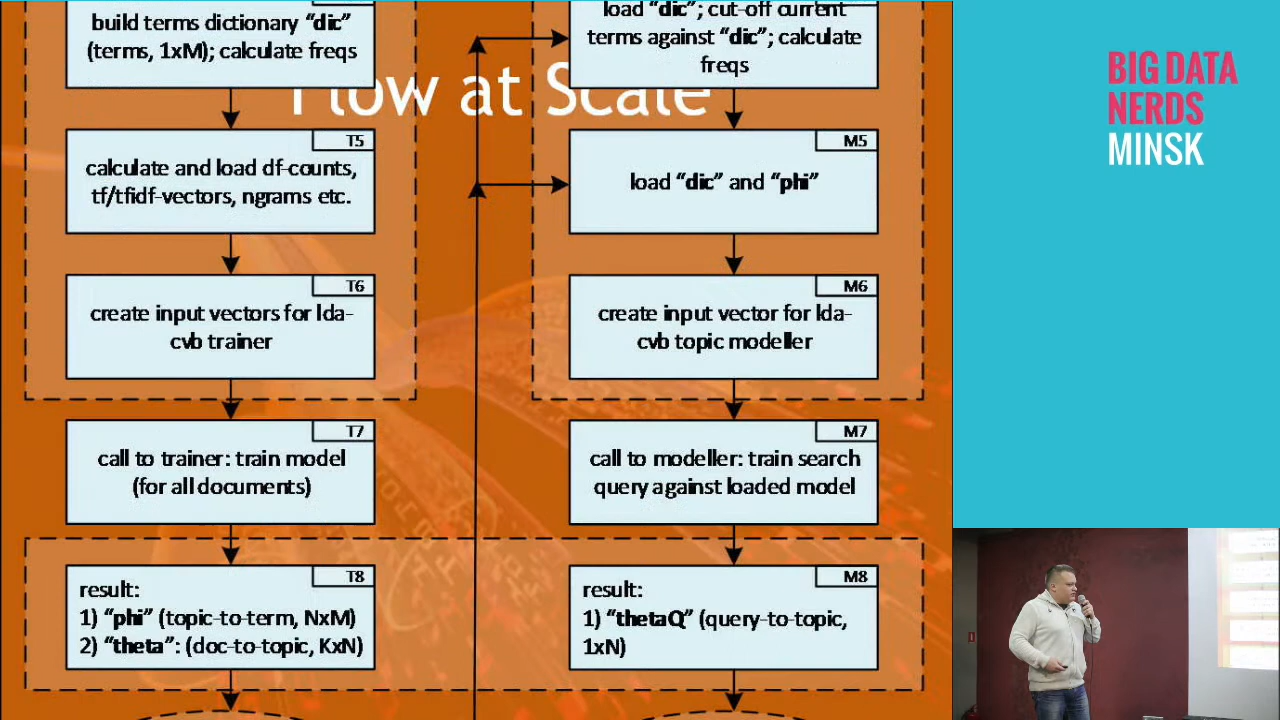 build terms dictionary “dic”
(terms, 1xM); calculate freqs
T5
calculate and load df-counts,
tf/tfidf-vectors, ngrams etc.
T6
create input vectors for lda-
cvb trainer
T7
call to trainer: train model
(for all documents)
T8
result:
1) “phi” (topic-to-term, NxM)
2) “theta”: (doc-to-topic, KxN)
Flow at Scale
load “dic”; cut-off current
terms against “dic”; calculate
freqs
M5
load “dic” and “phi”
M6
create input vector for lda-
cvb topic modeller
M7
call to modeller: train search
query against loaded model
M8
result:
1) “thetaQ” (query-to-topic,
1xN)
BIG DATA
NERDS
MINSK